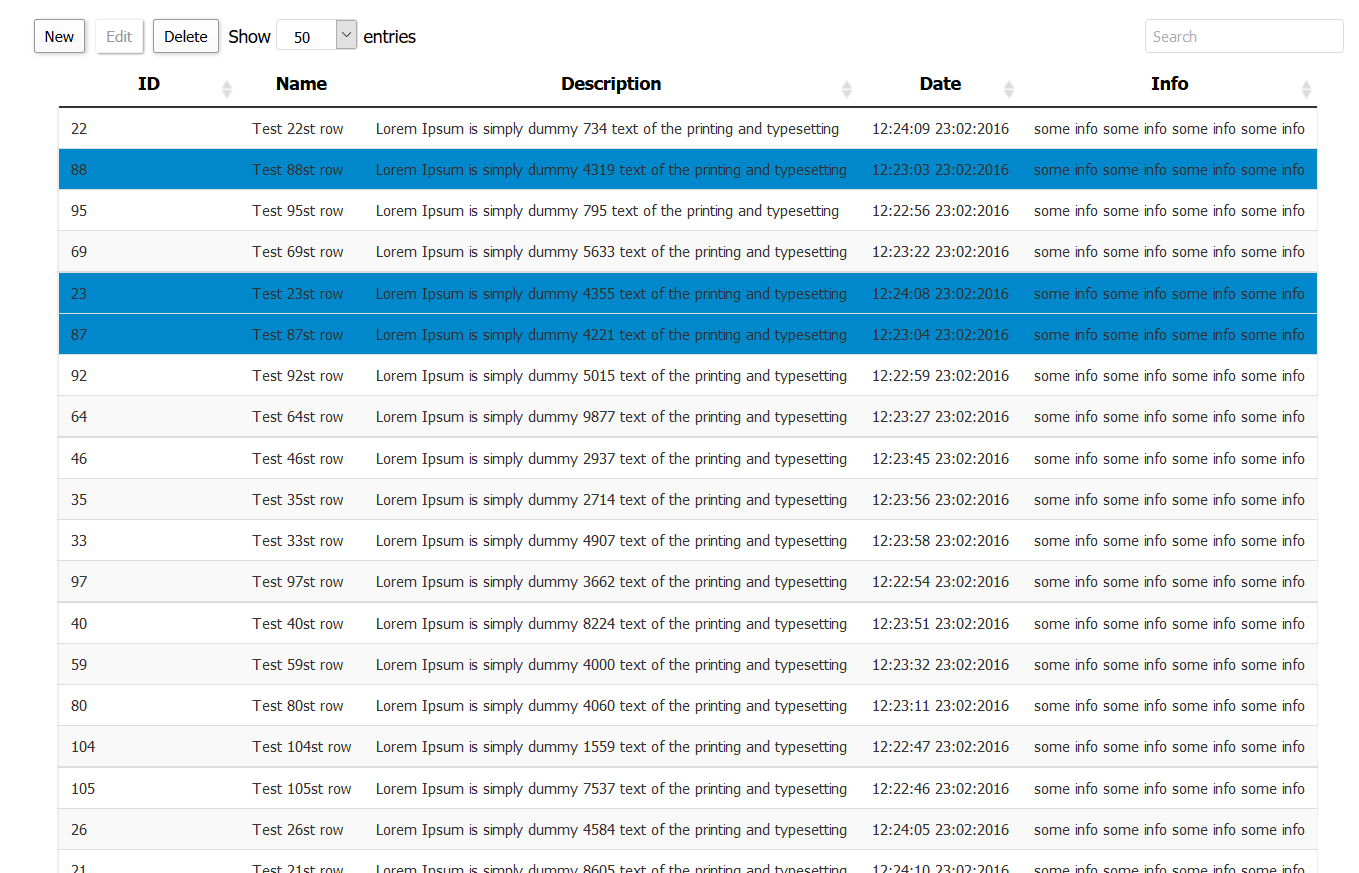 New Edit Delete Show 50 entries Search
ID Name Description Date Info
22 Test 22st row Lorem Ipsum is simply dummy 734 text of the printing and typesetting 12:24:09 23:02:2016 some info some info some info some info
88 Test 88st row Lorem Ipsum is simply dummy 4319 text of the printing and typesetting 12:23:03 23:02:2016 some info some info some info some info
95 Test 95st row Lorem Ipsum is simply dummy 795 text of the printing and typesetting 12:22:56 23:02:2016 some info some info some info some info
69 Test 69st row Lorem Ipsum is simply dummy 5633 text of the printing and typesetting 12:23:22 23:02:2016 some info some info some info some info
23 Test 23st row Lorem Ipsum is simply dummy 4355 text of the printing and typesetting 12:24:08 23:02:2016 some info some info some info some info
87 Test 87st row Lorem Ipsum is simply dummy 4221 text of the printing and typesetting 12:23:04 23:02:2016 some info some info some info some info
92 Test 92st row Lorem Ipsum is simply dummy 5015 text of the printing and typesetting 12:22:59 23:02:2016 some info some info some info some info
64 Test 64st row Lorem Ipsum is simply dummy 9877 text of the printing and typesetting 12:23:27 23:02:2016 some info some info some info some info
46 Test 46st row Lorem Ipsum is simply dummy 2937 text of the printing and typesetting 12:23:45 23:02:2016 some info some info some info some info
35 Test 35st row Lorem Ipsum is simply dummy 2714 text of the printing and typesetting 12:23:56 23:02:2016 some info some info some info some info
33 Test 33st row Lorem Ipsum is simply dummy 4907 text of the printing and typesetting 12:23:58 23:02:2016 some info some info some info some info
97 Test 97st row Lorem Ipsum is simply dummy 3662 text of the printing and typesetting 12:22:54 23:02:2016 some info some info some info some info
40 Test 40st row Lorem Ipsum is simply dummy 8224 text of the printing and typesetting 12:23:51 23:02:2016 some info some info some info some info
59 Test 59st row Lorem Ipsum is simply dummy 4000 text of the printing and typesetting 12:23:32 23:02:2016 some info some info some info some info
80 Test 80st row Lorem Ipsum is simply dummy 4060 text of the printing and typesetting 12:23:11 23:02:2016 some info some info some info some info
104 Test 104st row Lorem Ipsum is simply dummy 1559 text of the printing and typesetting 12:22:47 23:02:2016 some info some info some info some info
105 Test 105st row Lorem Ipsum is simply dummy 7537 text of the printing and typesetting 12:22:46 23:02:2016 some info some info some info some info
26 Test 26st row Lorem Ipsum is simply dummy 4584 text of the printing and typesetting 12:24:05 23:02:2016 some info some info some info some info
21 Test 21st row Lorem Ipsum is simply dummy 8605 text of the printing and typesetting 12:24:10 23:02:2016 some info some info some info some info